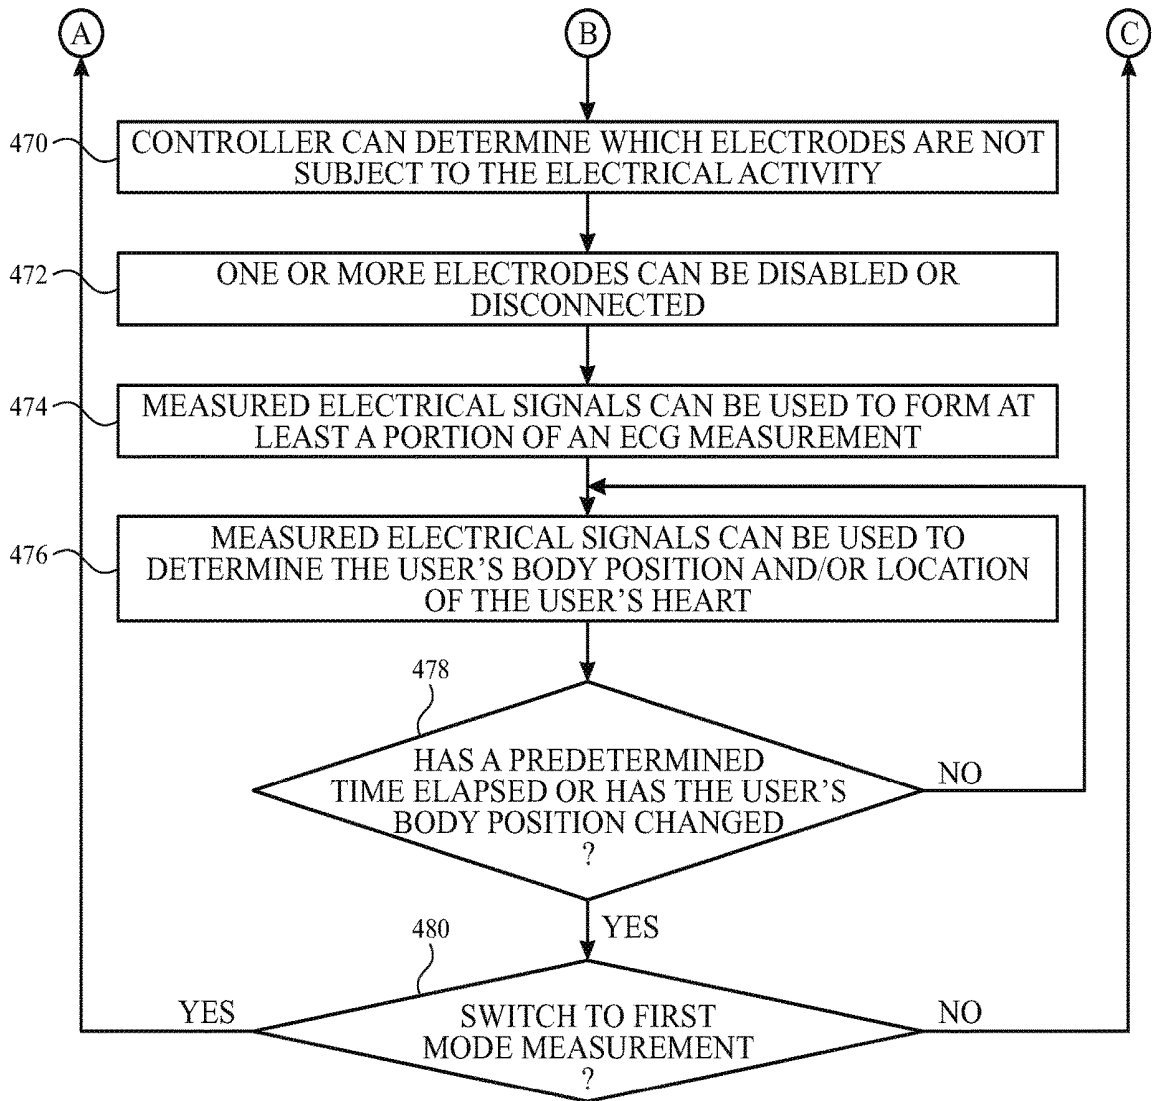 A
B
C
470
CONTROLLER CAN DETERMINE WHICH ELECTRODES ARE NOT
SUBJECT TO THE ELECTRICAL ACTIVITY
472
ONE OR MORE ELECTRODES CAN BE DISABLED OR
DISCONNECTED
474
MEASURED ELECTRICAL SIGNALS CAN BE USED TO FORM AT
LEAST A PORTION OF AN ECG MEASUREMENT
476
MEASURED ELECTRICAL SIGNALS CAN BE USED TO
DETERMINE THE USER'S BODY POSITION AND/OR LOCATION
OF THE USER'S HEART
478
HAS A PREDETERMINED
TIME ELAPSED OR HAS THE USER'S
BODY POSITION CHANGED
?
NO
YES
480
YES
SWITCH TO FIRST
MODE MEASUREMENT
?
NO